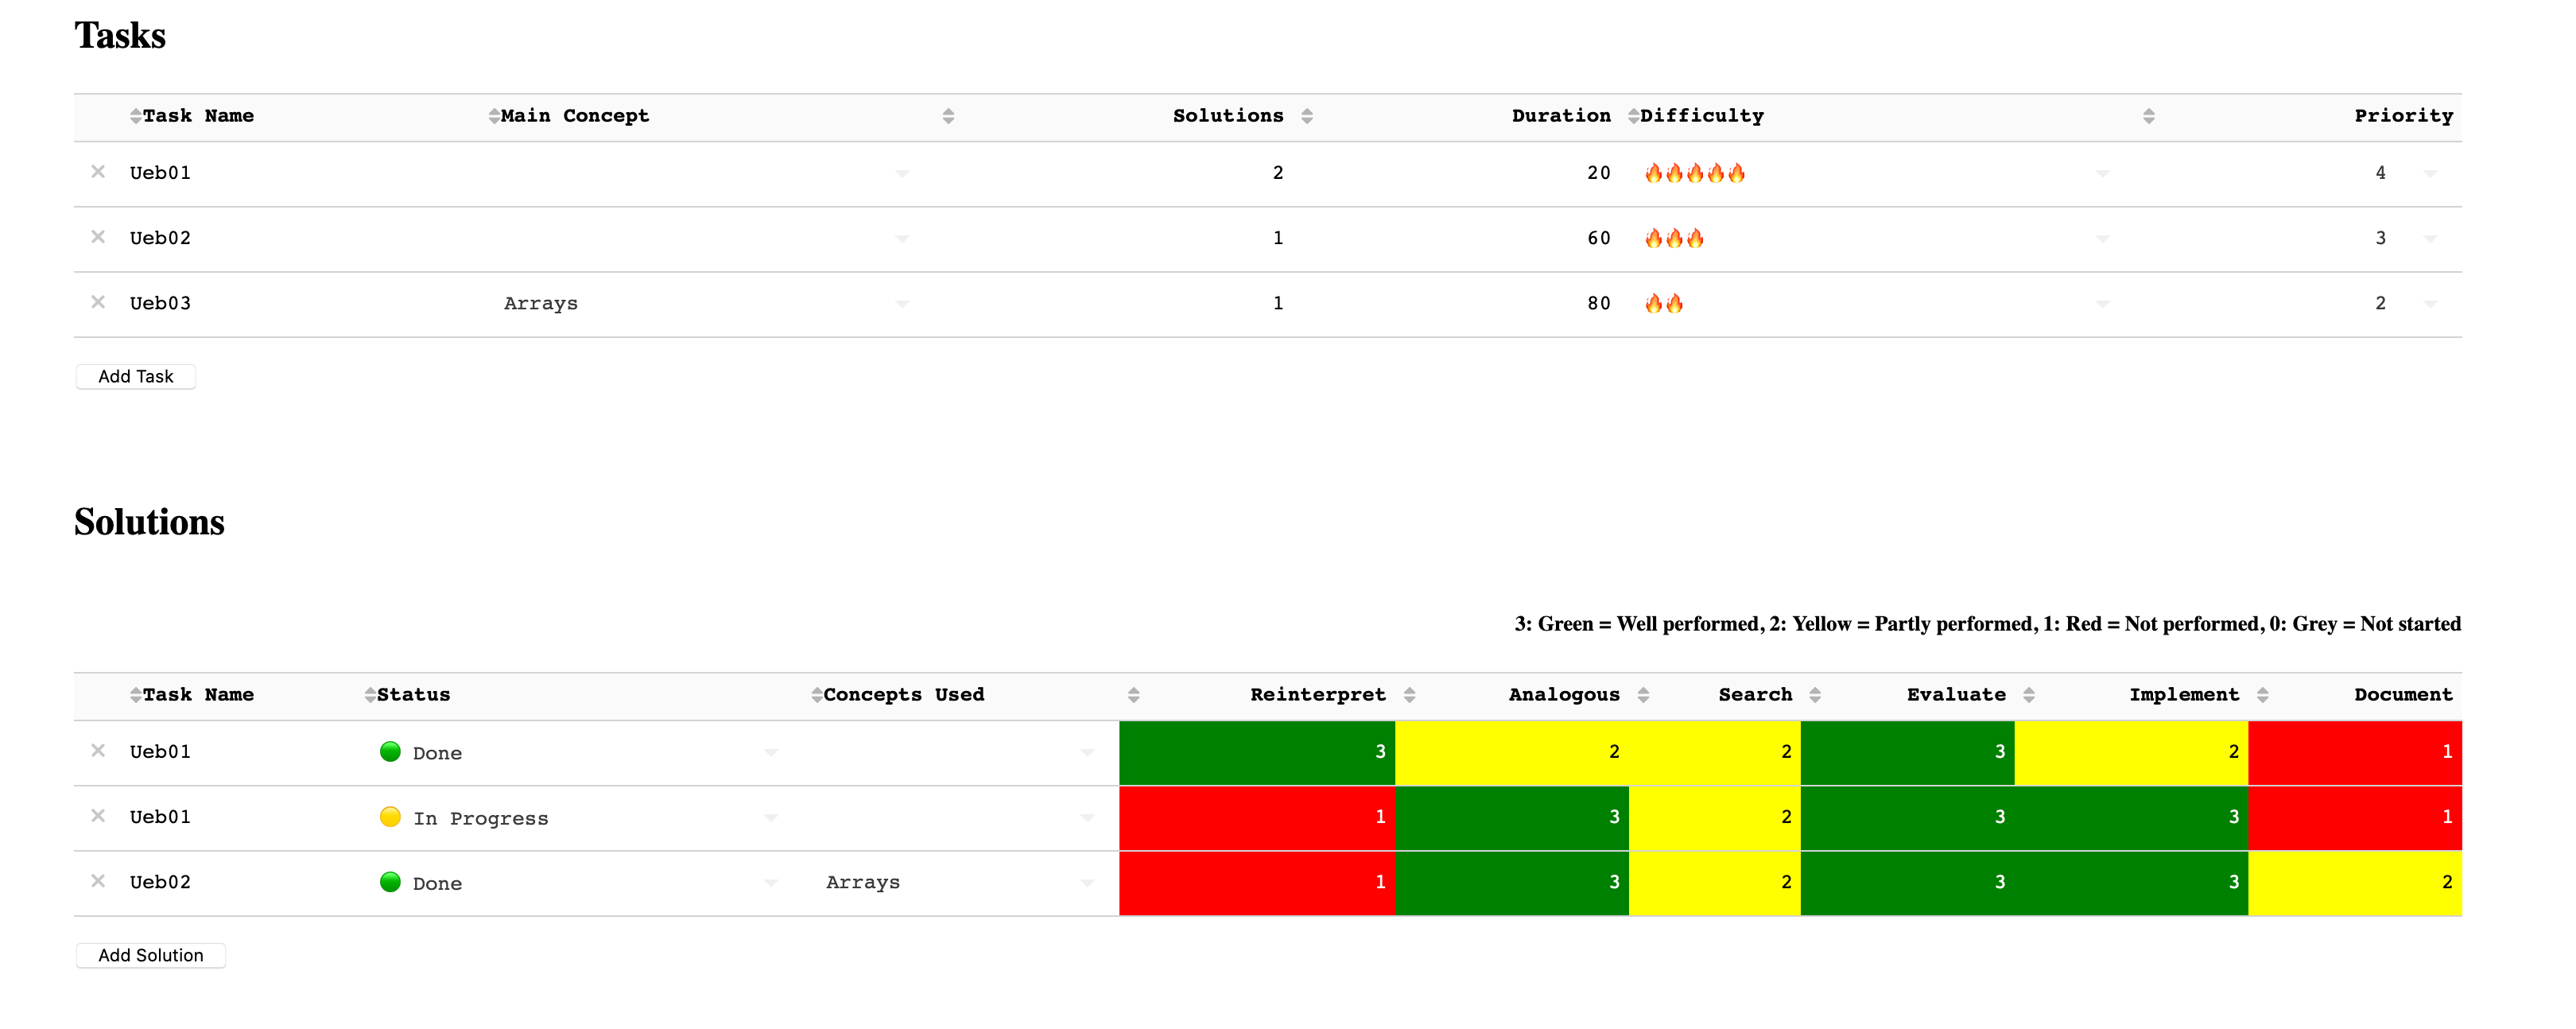 Tasks
Task Name Main Concept Solutions Duration Difficulty Priority
× Ueb01 2 20 🔥🔥🔥🔥🔥 4
× Ueb02 1 60 🔥🔥🔥 3
× Ueb03 Arrays 1 80 🔥🔥 2
Add Task
Solutions
3: Green = Well performed, 2: Yellow = Partly performed, 1: Red = Not performed, 0: Grey = Not started
Task Name Status Concepts Used Reinterpret Analogous Search Evaluate Implement Document
× Ueb01 Done 3 2 2 3 2 1
× Ueb01 In Progress 1 3 2 3 3 1
× Ueb02 Done Arrays 1 3 2 3 3 2
Add Solution